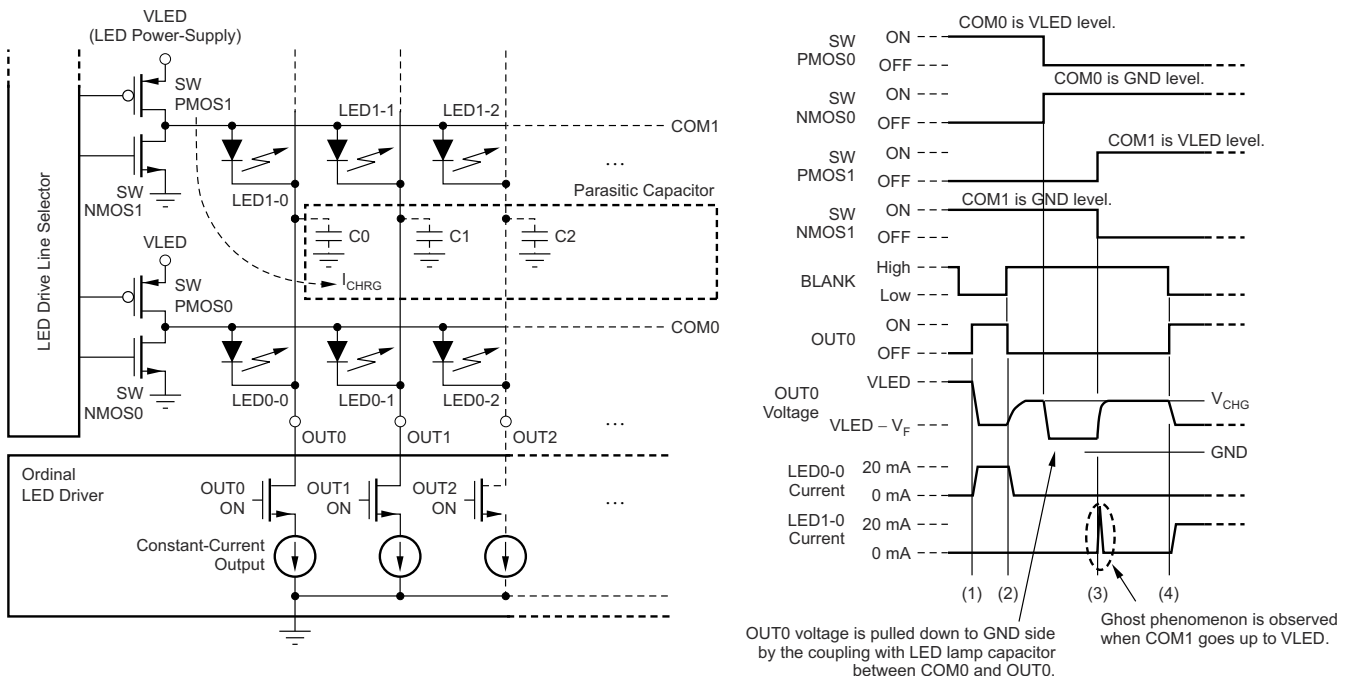 VLED
(LED Power-Supply)
SW
PMOS1
LED1-1
LED1-2
COM1
...
SW
NMOS1
LED1-0
Parasitic Capacitor
C0
C1
C2
VLED
SW
PMOS0
I_CHRG
COM0
SW
NMOS0
LED0-0
LED0-1
LED0-2
OUT0
OUT1
OUT2
...
LED Drive Line Selector
Ordinal
LED Driver
OUT0
ON
OUT1
ON
OUT2
ON
...
Constant-Current
Output
COM0 is VLED level.
SW
PMOS0
ON
OFF
COM0 is GND level.
SW
NMOS0
ON
OFF
COM1 is VLED level.
SW
PMOS1
ON
OFF
COM1 is GND level.
SW
NMOS1
ON
OFF
BLANK
High
Low
OUT0
ON
OFF
OUT0
Voltage
VLED
VLED – V_F
V_CHG
GND
LED0-0
Current
20 mA
0 mA
LED1-0
Current
20 mA
0 mA
(1)
(2)
(3)
(4)
OUT0 voltage is pulled down to GND side
by the coupling with LED lamp capacitor
between COM0 and OUT0.
Ghost phenomenon is observed
when COM1 goes up to VLED.